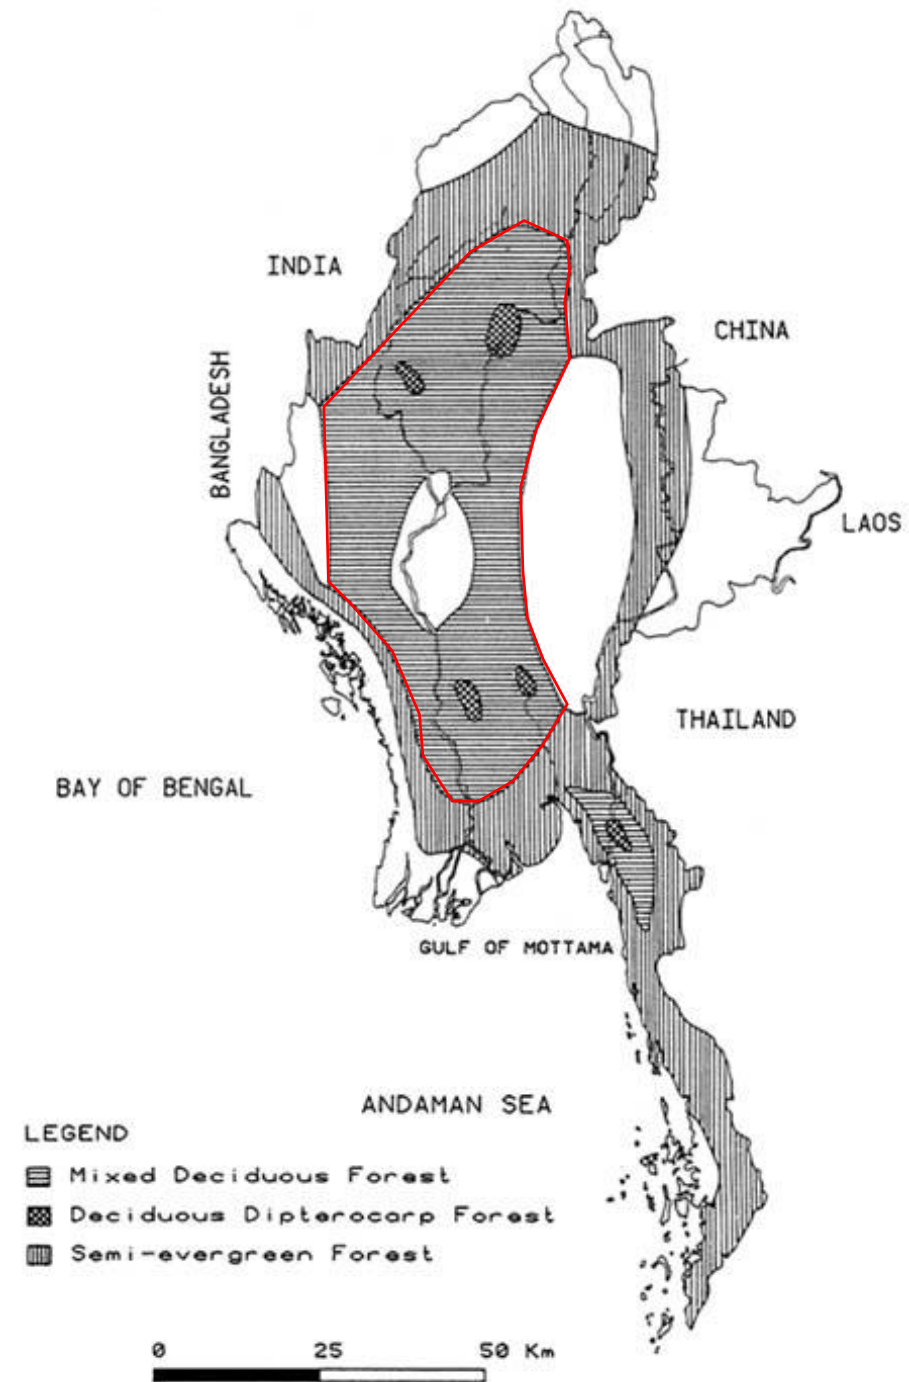 INDIA
CHINA
BANGLADESH
LAOS
THAILAND
BAY OF BENGAL
GULF OF MOTTAMA
ANDAMAN SEA
LEGEND
Mixed Deciduous Forest
Deciduous Dipterocarp Forest
Semi-evergreen Forest
0 25 50 Km